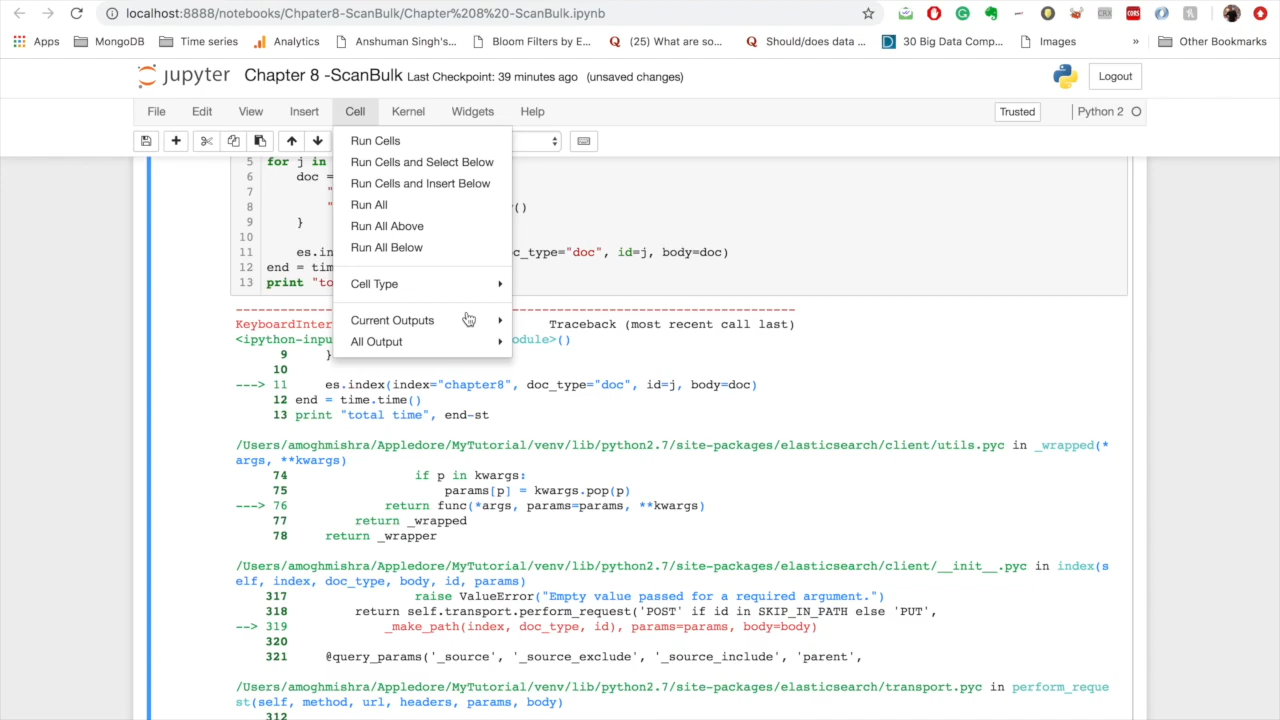 localhost:8888/notebooks/Chpater8-ScanBulk/Chapter%208%20-ScanBulk.ipynb
Apps MongoDB Time series Analytics Anshuman Singh's... Bloom Filters by E... (25) What are so... Should/does data ... 30 Big Data Comp... Images » Other Bookmarks
jupyter Chapter 8 -ScanBulk Last Checkpoint: 39 minutes ago (unsaved changes) Logout
File Edit View Insert Cell Kernel Widgets Help Trusted Python 2
Run Cells
Run Cells and Select Below
Run Cells and Insert Below
Run All
Run All Above
Run All Below
Cell Type
Current Outputs
All Output
5 for j in
6 doc =
7 "
8 " ()
9 }
10
11 es.in c_type="doc", id=j, body=doc)
12 end = tim
13 print "to
---------------------------------------------------------------------------
KeyboardInter Traceback (most recent call last)
<ipython-inpu odule>()
9 }
10
---> 11 es.index(index="chapter8", doc_type="doc", id=j, body=doc)
12 end = time.time()
13 print "total time", end-st
/Users/amoghmishra/Appledore/MyTutorial/venv/lib/python2.7/site-packages/elasticsearch/client/utils.pyc in _wrapped(*
args, **kwargs)
74 if p in kwargs:
75 params[p] = kwargs.pop(p)
---> 76 return func(*args, params=params, **kwargs)
77 return _wrapped
78 return _wrapper
/Users/amoghmishra/Appledore/MyTutorial/venv/lib/python2.7/site-packages/elasticsearch/client/__init__.pyc in index(s
elf, index, doc_type, body, id, params)
317 raise ValueError("Empty value passed for a required argument.")
318 return self.transport.perform_request('POST' if id in SKIP_IN_PATH else 'PUT',
--> 319 _make_path(index, doc_type, id), params=params, body=body)
320
321 @query_params('_source', '_source_exclude', '_source_include', 'parent',
/Users/amoghmishra/Appledore/MyTutorial/venv/lib/python2.7/site-packages/elasticsearch/transport.pyc in perform_reque
st(self, method, url, headers, params, body)
312